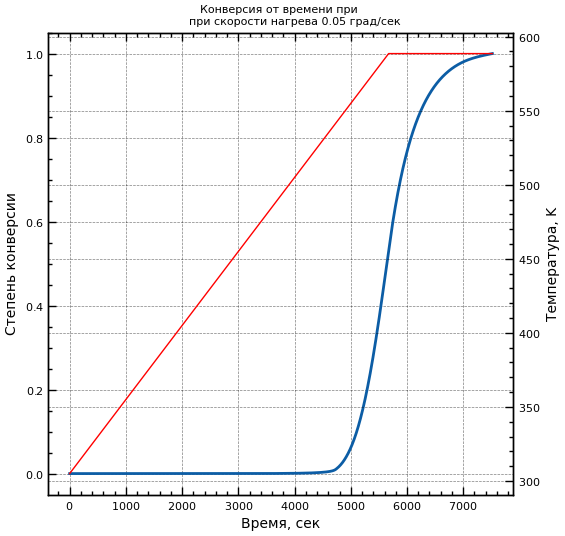 Конверсия от времени при
при скорости нагрева 0.05 град/сек
Степень конверсии
1.0
0.8
0.6
0.4
0.2
0.0
600
550
500
450
400
350
300
Температура, К
0 1000 2000 3000 4000 5000 6000 7000
Время, сек